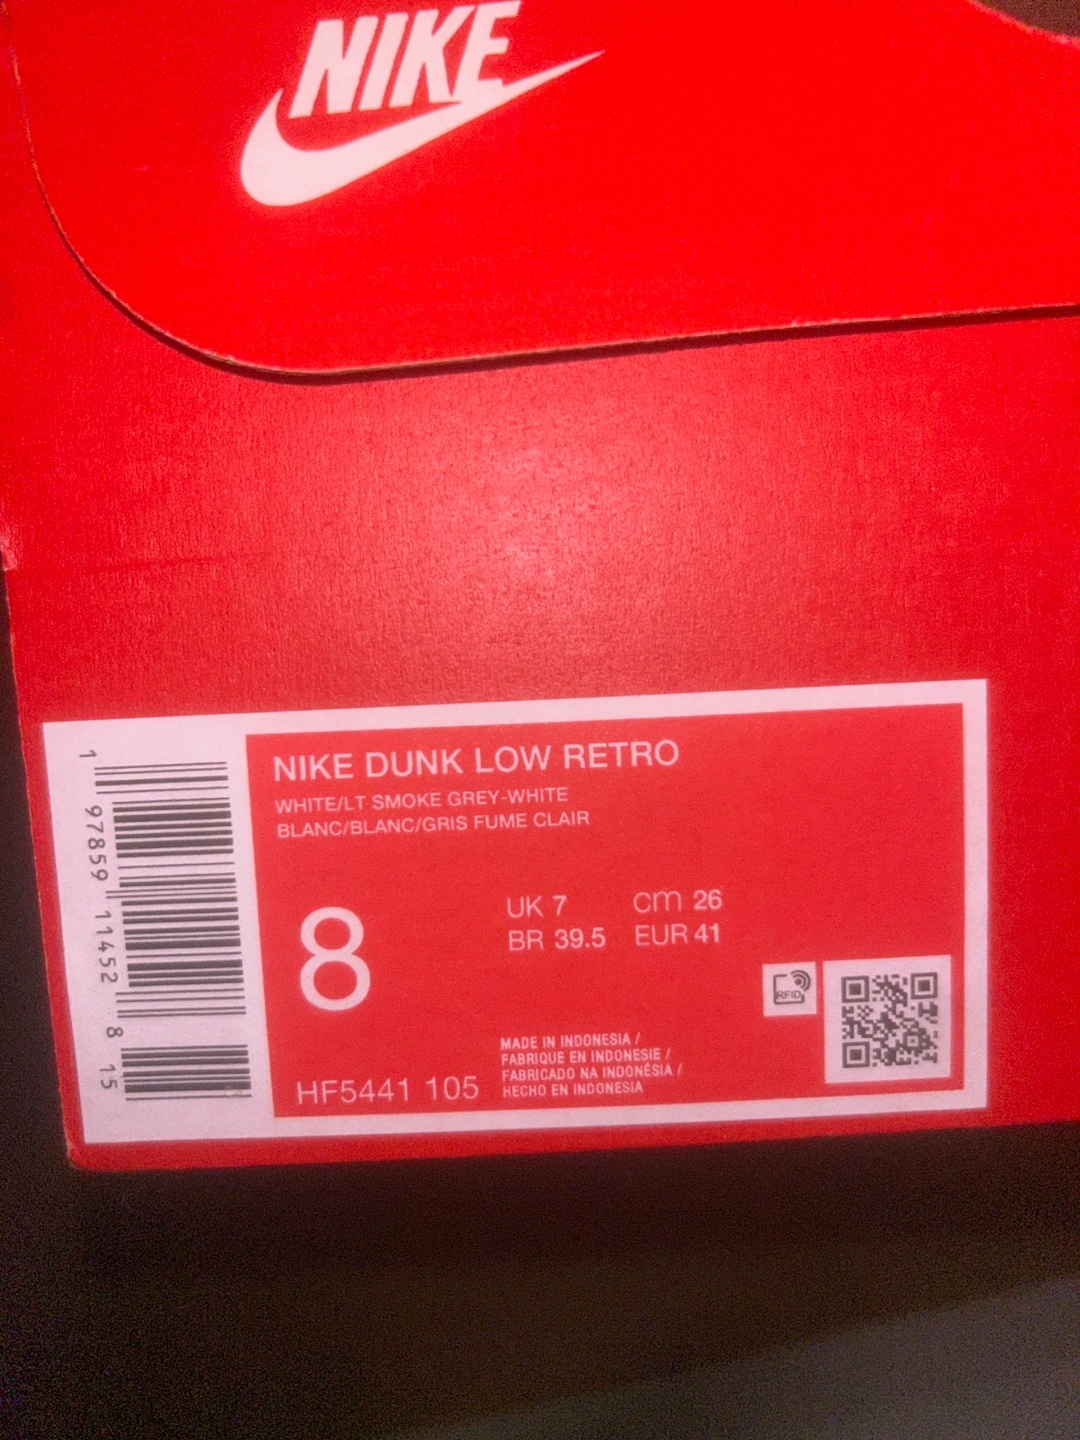 NIKE
NIKE DUNK LOW RETRO
WHITE/LT SMOKE GREY-WHITE
BLANC/BLANC/GRIS FUME CLAIR
8
UK 7 cm 26
BR 39.5 EUR 41
RFID
MADE IN INDONESIA /
FABRIQUE EN INDONESIE /
FABRICADO NA INDONÉSIA /
HECHO EN INDONESIA
HF5441 105
1 97859 11452 8 15